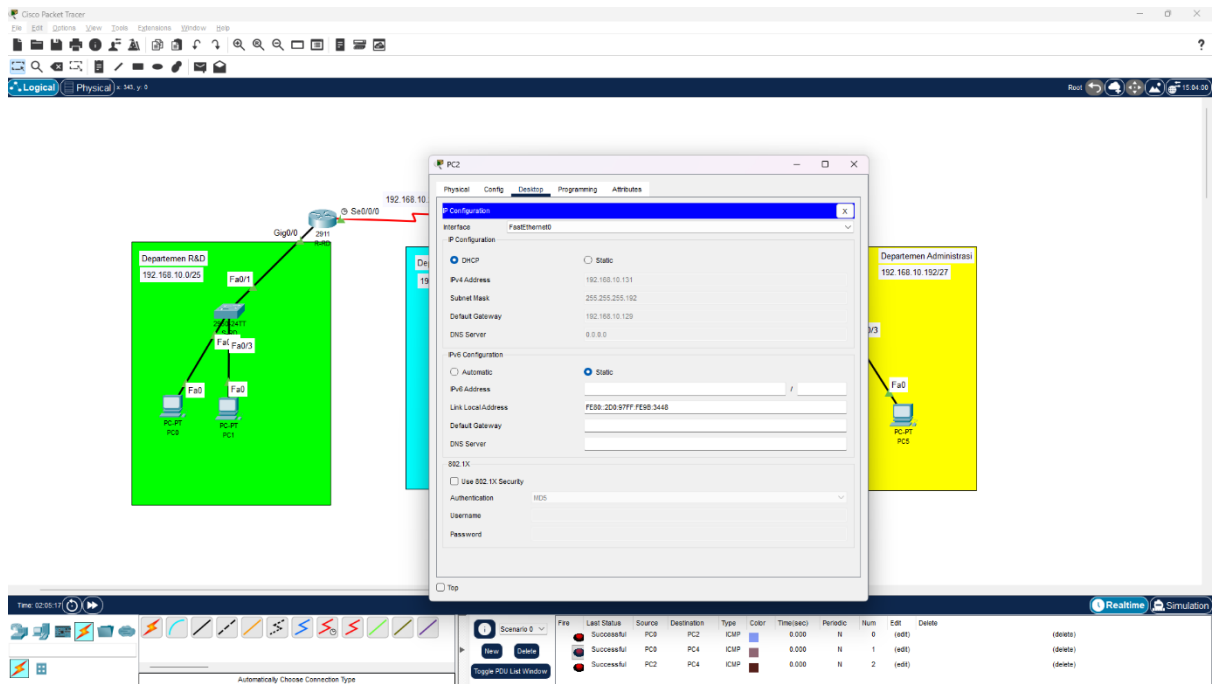 Cisco Packet Tracer
File Edit Options View Tools Extensions Window Help
?
Logical Physical x: 343, y: 0 Root 15:04:00
PC2
Physical Config Desktop Programming Attributes
IP Configuration X
Interface FastEthernet0
IP Configuration
DHCP Static
IPv4 Address 192.168.10.131
Subnet Mask 255.255.255.192
Default Gateway 192.168.10.129
DNS Server 0.0.0.0
IPv6 Configuration
Automatic Static
IPv6 Address /
Link Local Address FE80::2D0:97FF:FE9B:3448
Default Gateway
DNS Server
802.1X
Use 802.1X Security
Authentication MD5
Username
Password
Top
192.168.10.
Se0/0/0
Gig0/0
2911
R-RD
Departemen R&D
192.168.10.0/25
Fa0/1
Fa0/3
Fa0
Fa0
PC-PT
PC0
PC-PT
PC1
De
19
Departemen Administrasi
192.168.10.192/27
0/3
Fa0
PC-PT
PC5
Time: 02:05:17
Realtime Simulation
Scenario 0
New Delete
Toggle PDU List Window
Fire Last Status Source Destination Type Color Time(sec) Periodic Num Edit Delete
Successful PC0 PC2 ICMP 0.000 N 0 (edit) (delete)
Successful PC0 PC4 ICMP 0.000 N 1 (edit) (delete)
Successful PC2 PC4 ICMP 0.000 N 2 (edit) (delete)
Automatically Choose Connection Type